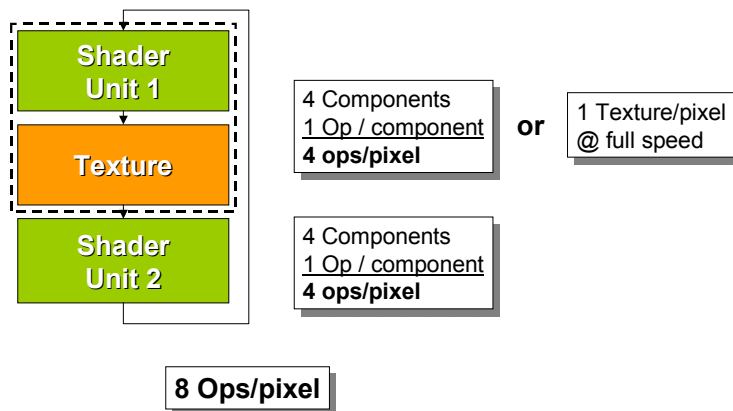 Shader
Unit 1
Texture
Shader
Unit 2
4 Components
1 Op / component
4 ops/pixel
or
1 Texture/pixel
@ full speed
4 Components
1 Op / component
4 ops/pixel
8 Ops/pixel